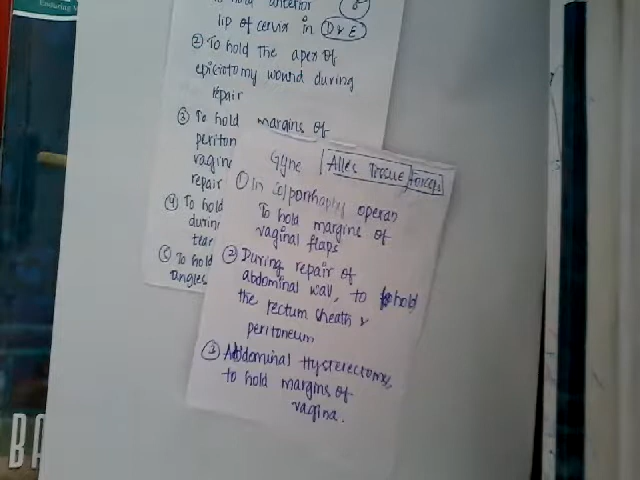 lip of cervix in D & E
② To hold the apex of
episiotomy wound during
repair
③ To hold margins of
periton
vagin
repair
④ To hold
durin
tear
⑤ To hold
angles
Gyne Alles Tissue forceps
① In colporrhaphy operan
To hold margins of
vaginal flaps
② During repair of
abdominal wall, to hold
the rectum sheath &
peritoneum
③ Abdominal Hysterectomy,
to hold margins of
vagina.
BA